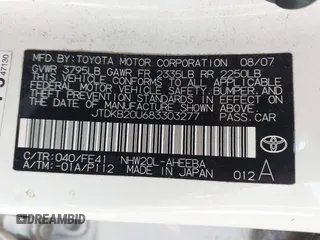 47130
MFD. BY: TOYOTA MOTOR CORPORATION 08/07
GVWR 3795LB GAWR FR 2335LB RR 2250LB
THIS VEHICLE CONFORMS TO ALL APPLICABLE
FEDERAL MOTOR VEHICLE SAFETY, BUMPER, AND
THEFT PREVENTION STANDARDS IN EFFECT ON THE
DATE OF MANUFACTURE SHOWN ABOVE.
JTDKB20U683303277 PASS.CAR
C/TR: 040/FE41 NHW20L-AHEEBA
A/TM: -01A/P112 MADE IN JAPAN 012 A
TOYOTA
DREAMBID